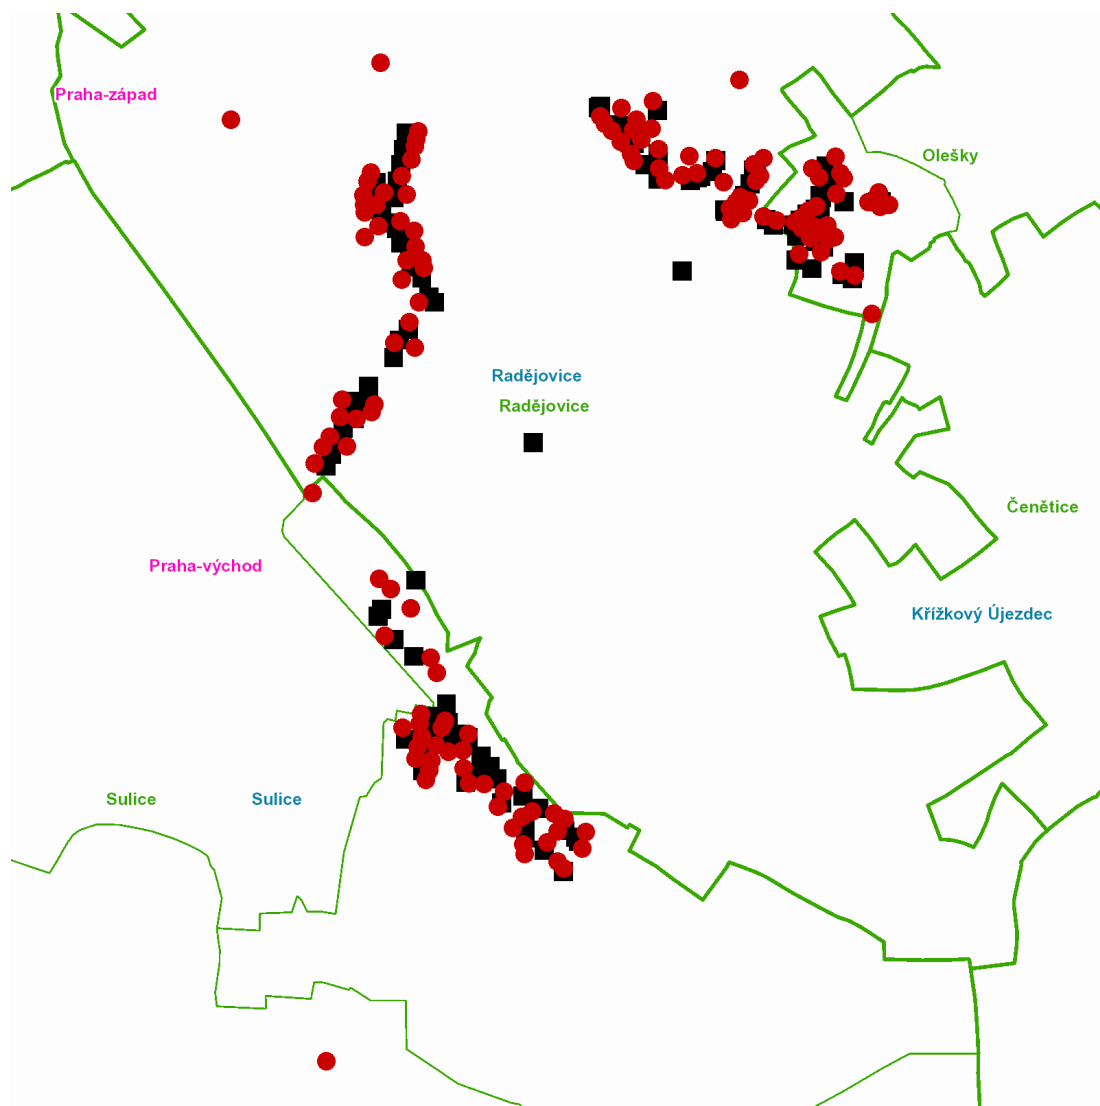 Praha-západ
Olešky
Radějovice
Radějovice
Čenětice
Praha-východ
Křížkový Újezdec
Sulice
Sulice